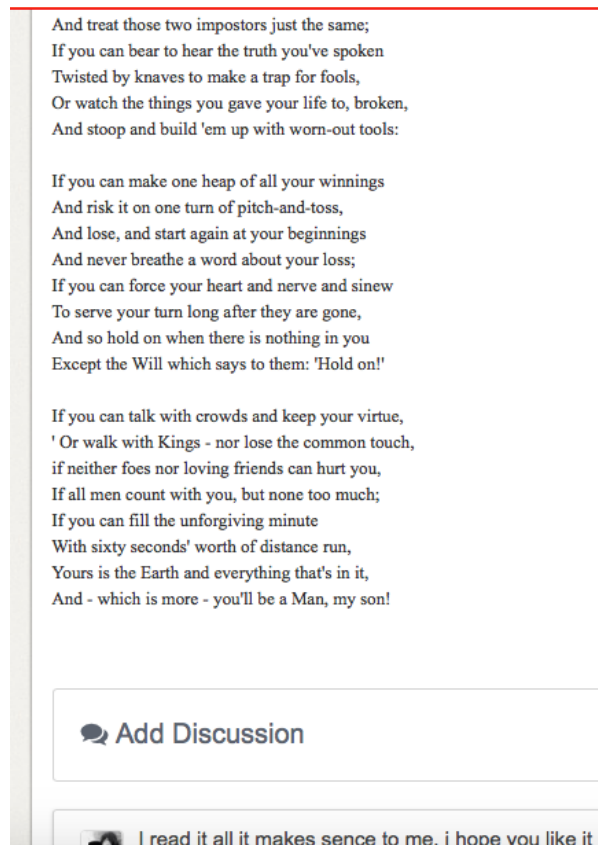 And treat those two impostors just the same;
If you can bear to hear the truth you've spoken
Twisted by knaves to make a trap for fools,
Or watch the things you gave your life to, broken,
And stoop and build 'em up with worn-out tools:

If you can make one heap of all your winnings
And risk it on one turn of pitch-and-toss,
And lose, and start again at your beginnings
And never breathe a word about your loss;
If you can force your heart and nerve and sinew
To serve your turn long after they are gone,
And so hold on when there is nothing in you
Except the Will which says to them: 'Hold on!'

If you can talk with crowds and keep your virtue,
' Or walk with Kings - nor lose the common touch,
if neither foes nor loving friends can hurt you,
If all men count with you, but none too much;
If you can fill the unforgiving minute
With sixty seconds' worth of distance run,
Yours is the Earth and everything that's in it,
And - which is more - you'll be a Man, my son!

Add Discussion

I read it all it makes sence to me. i hope you like it